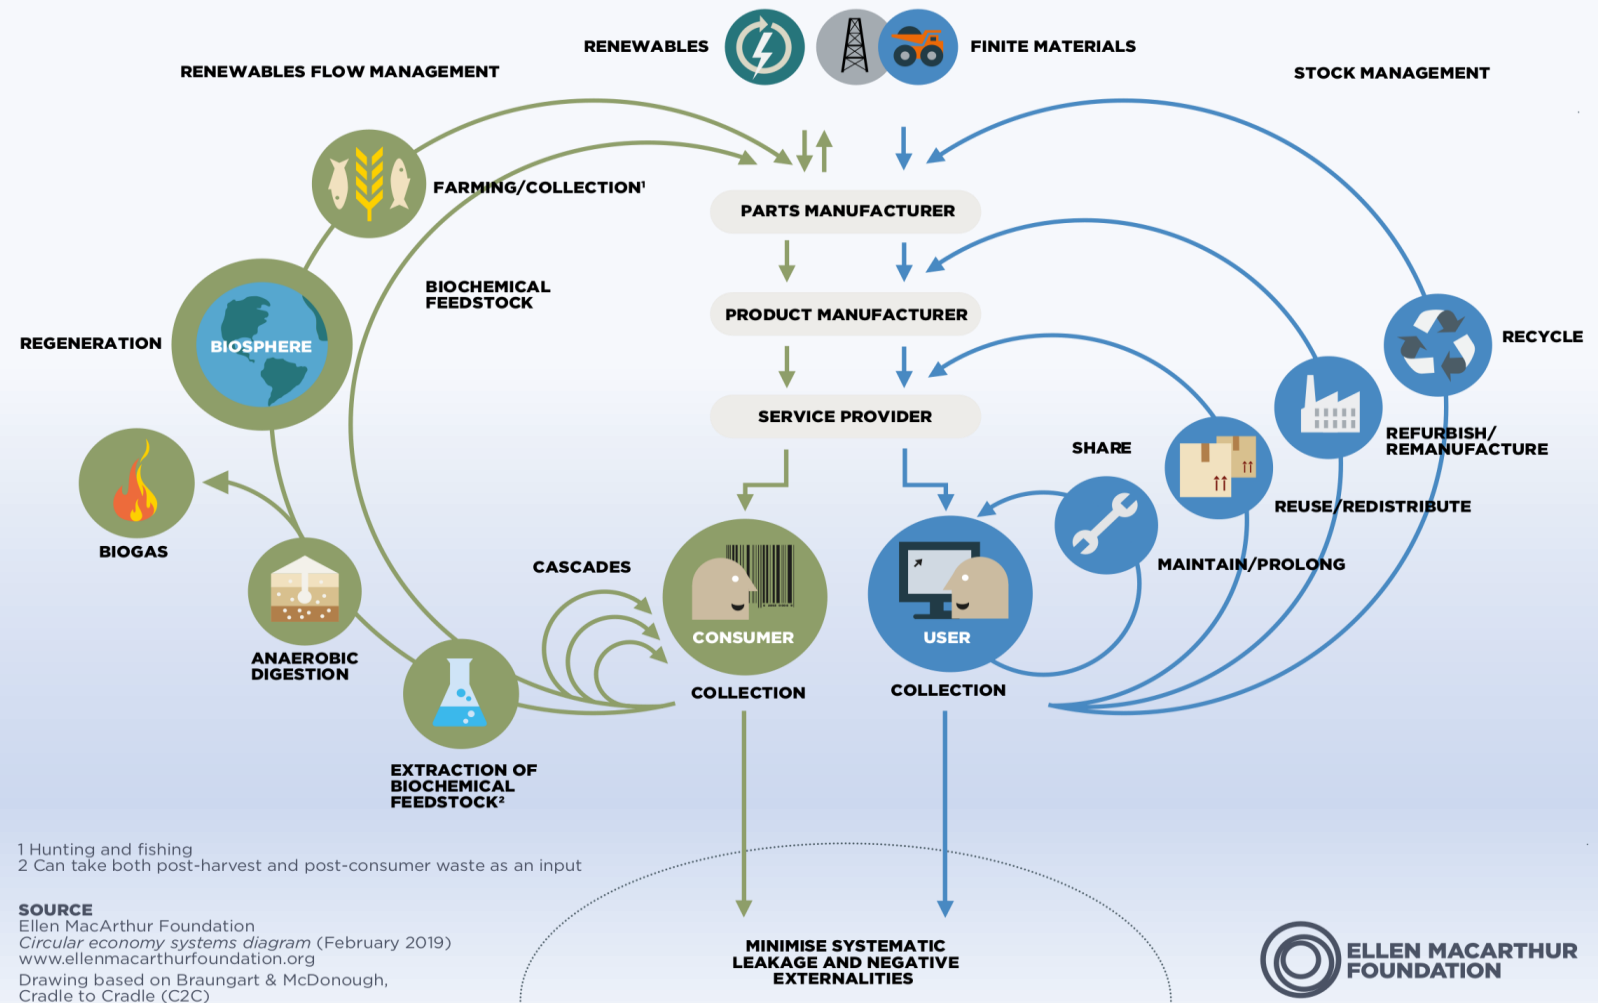 RENEWABLES
FINITE MATERIALS
RENEWABLES FLOW MANAGEMENT
STOCK MANAGEMENT
FARMING/COLLECTION¹
PARTS MANUFACTURER
BIOCHEMICAL
FEEDSTOCK
PRODUCT MANUFACTURER
REGENERATION
BIOSPHERE
RECYCLE
SERVICE PROVIDER
SHARE
REFURBISH/
REMANUFACTURE
REUSE/REDISTRIBUTE
BIOGAS
CASCADES
MAINTAIN/PROLONG
CONSUMER
USER
ANAEROBIC
DIGESTION
COLLECTION
COLLECTION
EXTRACTION OF
BIOCHEMICAL
FEEDSTOCK²
1 Hunting and fishing
2 Can take both post-harvest and post-consumer waste as an input
SOURCE
Ellen MacArthur Foundation
Circular economy systems diagram (February 2019)
www.ellenmacarthurfoundation.org
Drawing based on Braungart & McDonough,
Cradle to Cradle (C2C)
MINIMISE SYSTEMATIC
LEAKAGE AND NEGATIVE
EXTERNALITIES
ELLEN MACARTHUR
FOUNDATION